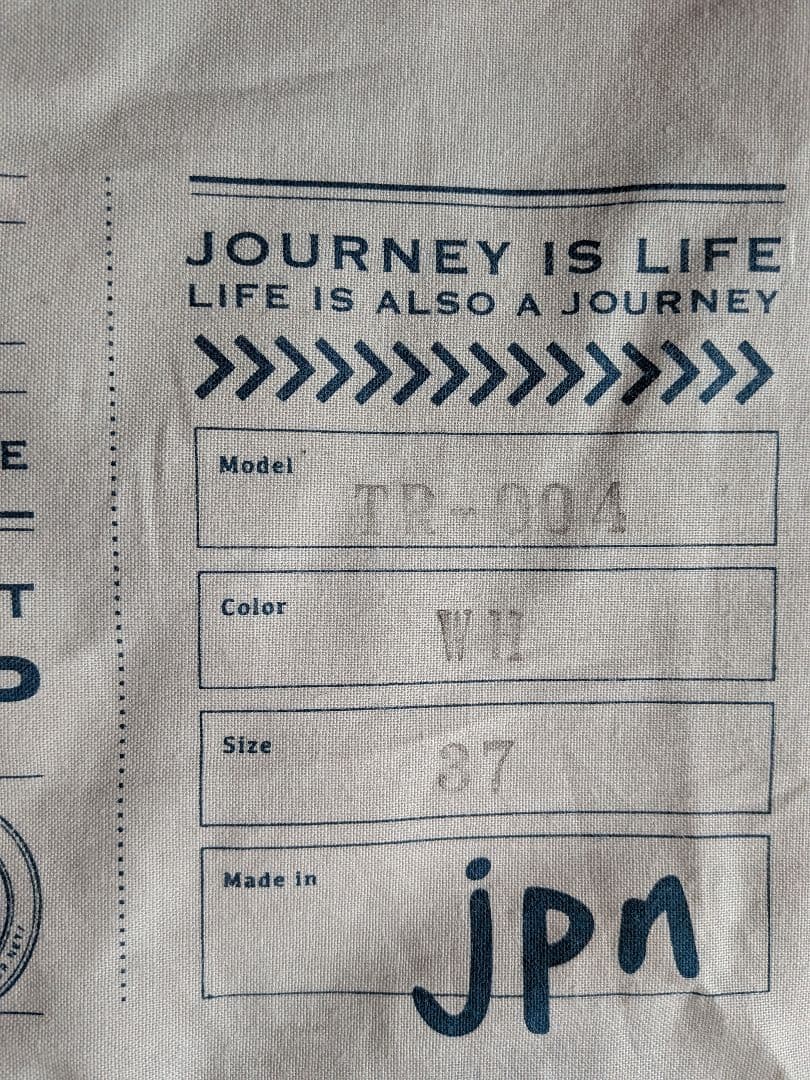 JOURNEY IS LIFE
LIFE IS ALSO A JOURNEY
Model
TR-004
Color
WH
Size
37
Made in
jpn
E
T